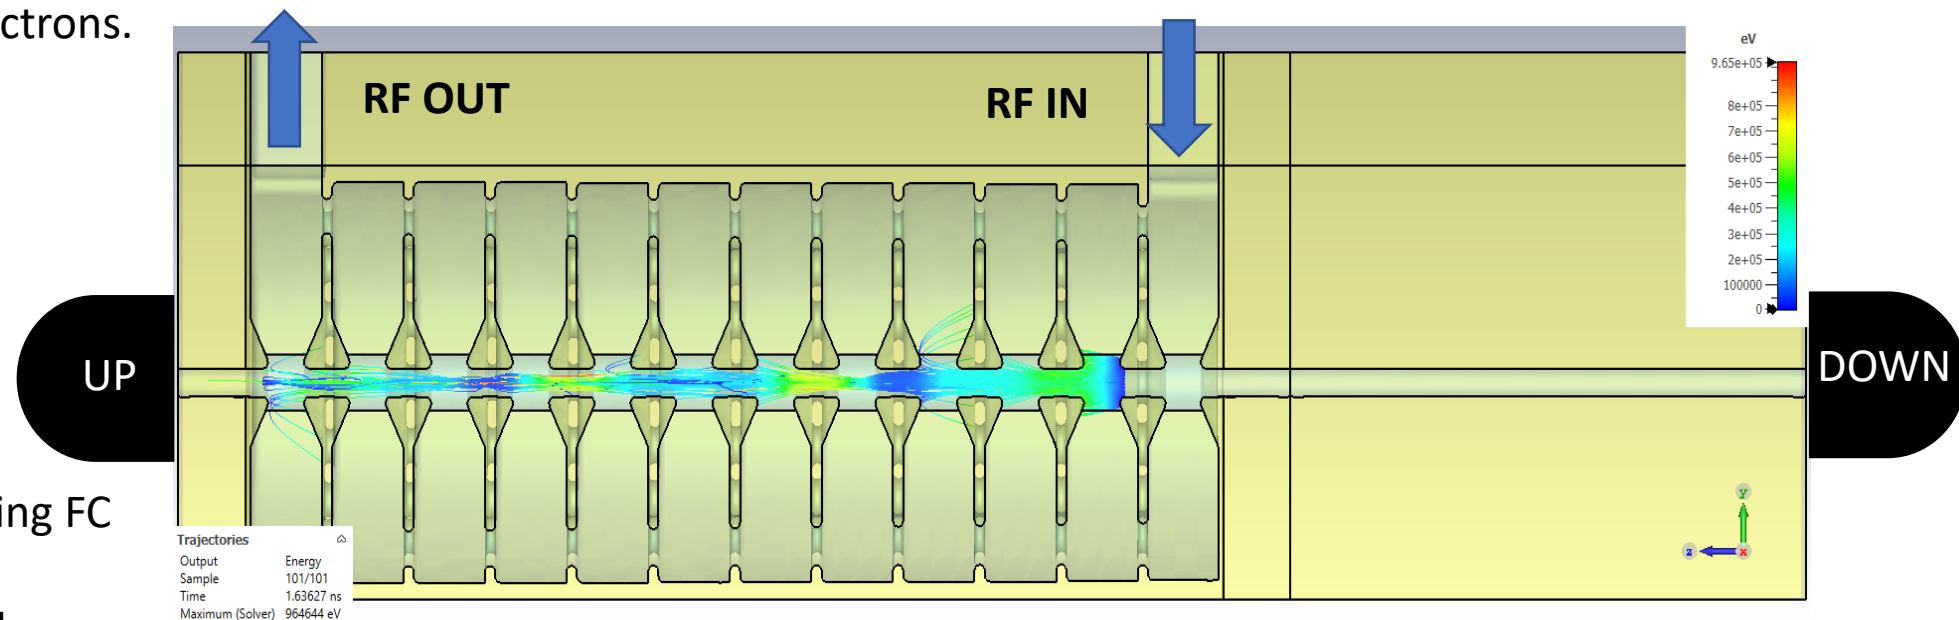 ctrons.
RF OUT
RF IN
eV
9.65e+05
8e+05
7e+05
6e+05
5e+05
4e+05
3e+05
2e+05
100000
0
UP
DOWN
ing FC
y
z
x
Trajectories
Output Energy
Sample 101/101
Time 1.63627 ns
Maximum (Solver) 964644 eV